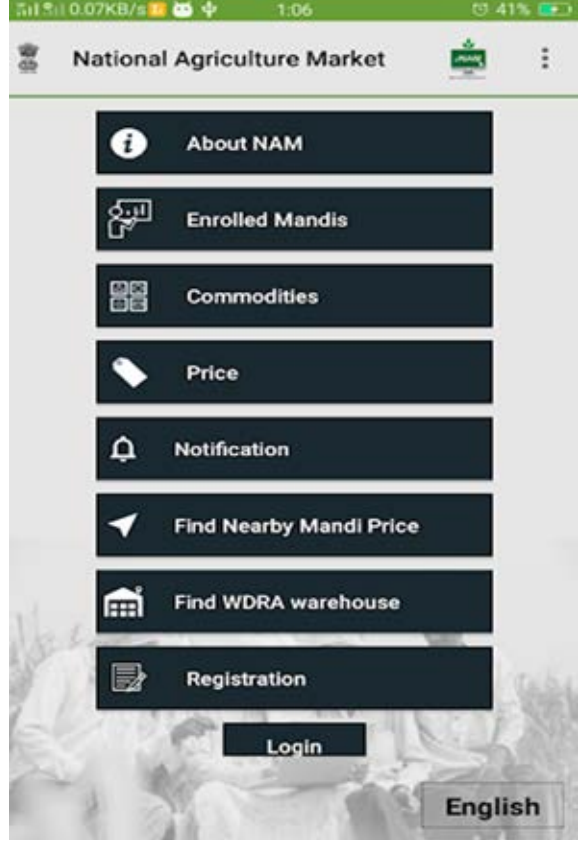 0.07KB/s 1:06 41%
National Agriculture Market
About NAM
Enrolled Mandis
Commodities
Price
Notification
Find Nearby Mandi Price
Find WDRA warehouse
Registration
Login
English